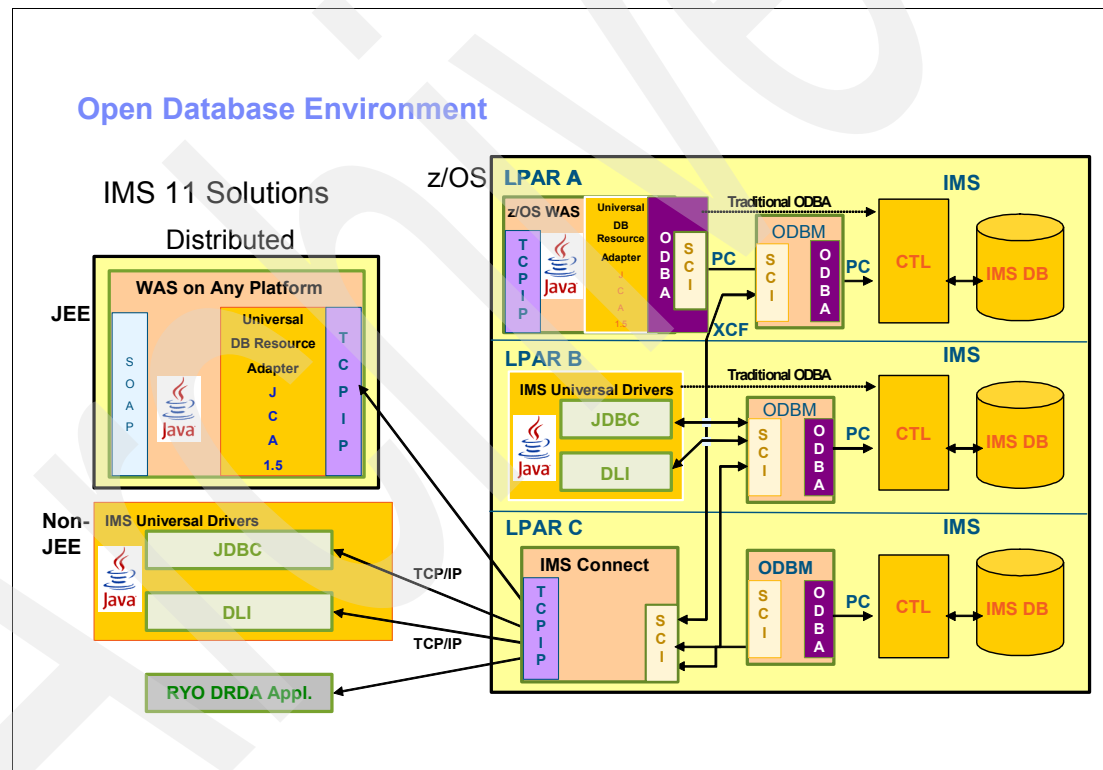 Open Database Environment
IMS 11 Solutions
Distributed
JEE
WAS on Any Platform
SOAP
Java
Universal
DB Resource
Adapter
J
C
A
1.5
TCPIP
Non-
JEE
IMS Universal Drivers
Java
JDBC
DLI
TCP/IP
TCP/IP
RYO DRDA Appl.
z/OS
LPAR A
IMS
z/OS WAS
TCPIP
Java
Universal
DB
Resource
Adapter
J
C
A
1.5
ODBA
SCI
Traditional ODBA
PC
ODBM
SCI
ODBA
PC
CTL
IMS DB
XCF
LPAR B
IMS
IMS Universal Drivers
Java
JDBC
DLI
Traditional ODBA
ODBM
SCI
ODBA
PC
CTL
IMS DB
LPAR C
IMS
IMS Connect
TCPIP
SCI
ODBM
SCI
ODBA
PC
CTL
IMS DB